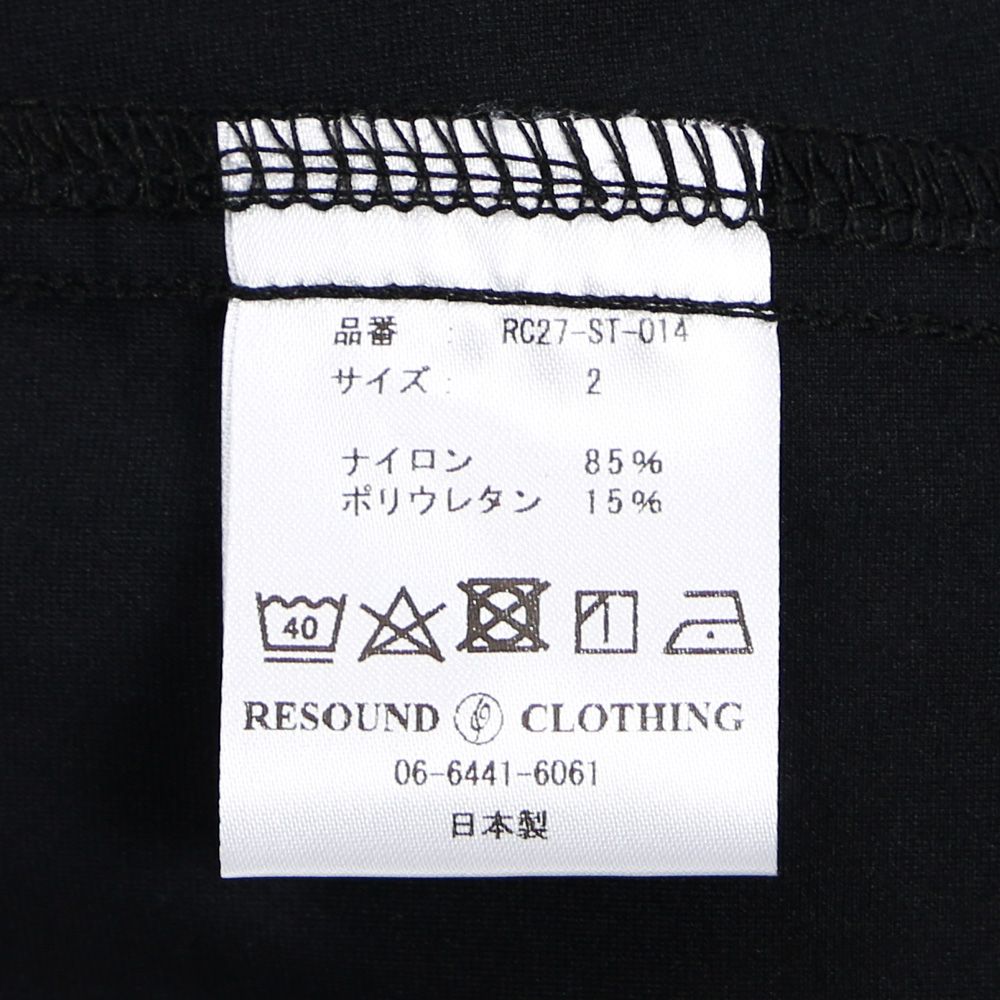 品番 : RC27-ST-014
サイズ : 2
ナイロン 85%
ポリウレタン 15%
40
RESOUND CLOTHING
06-6441-6061
日本製